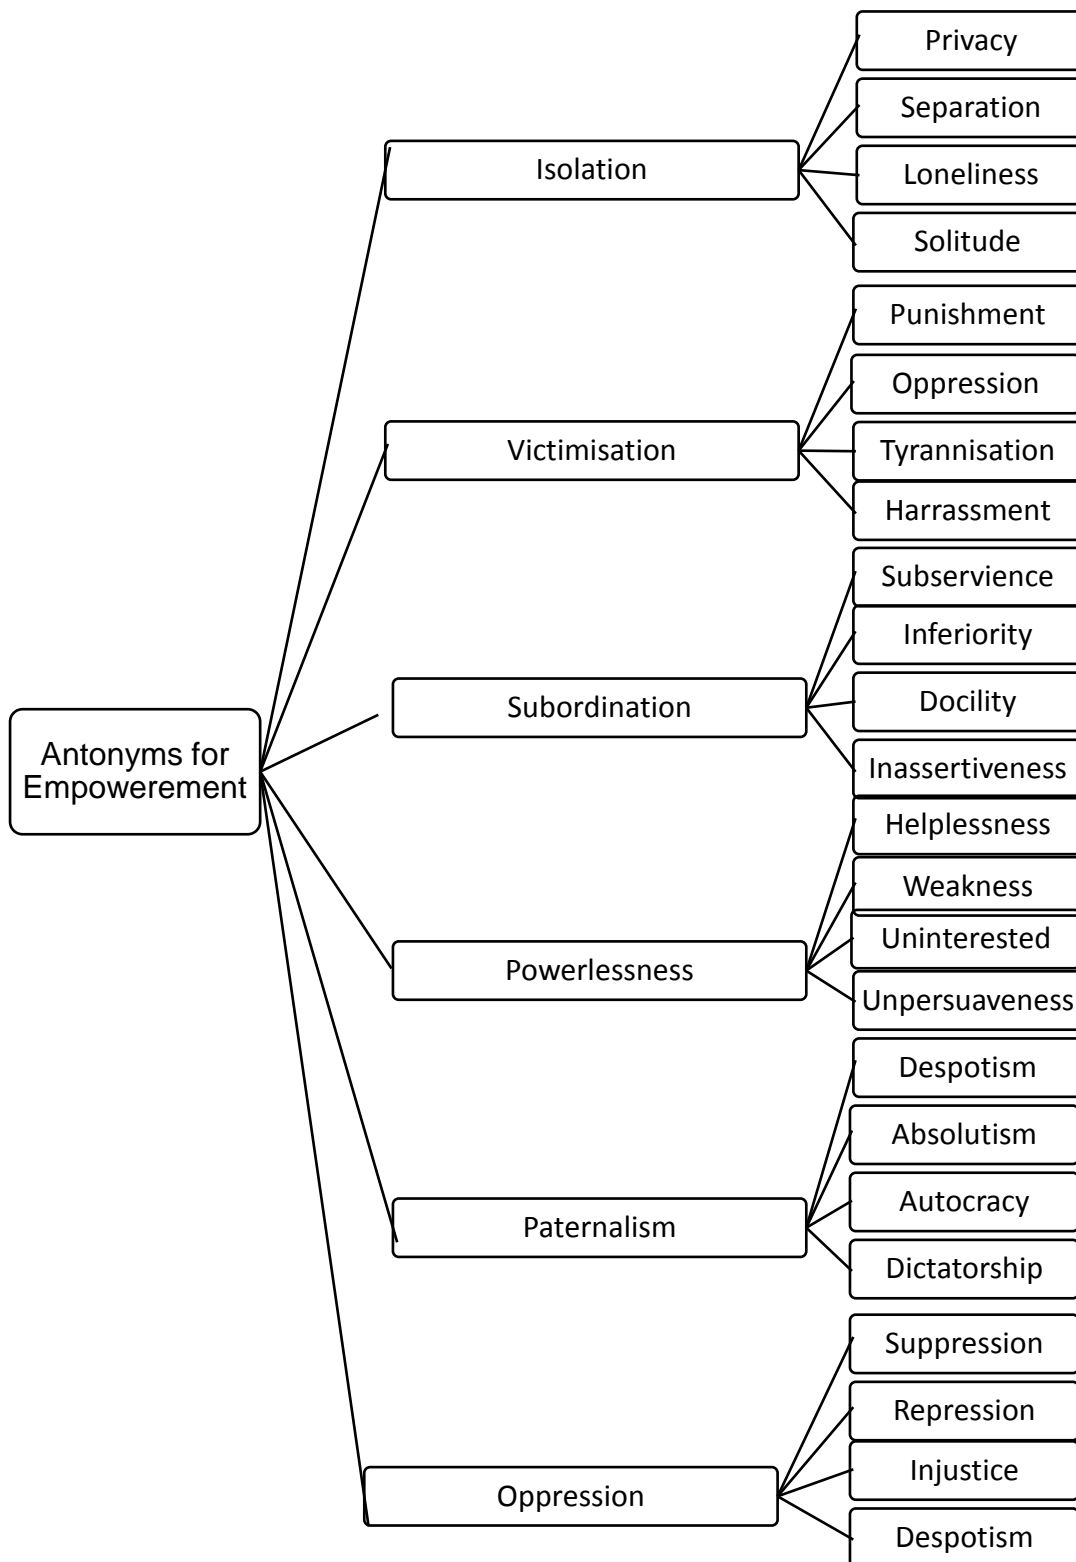 Privacy
Separation
Isolation
Loneliness
Solitude
Punishment
Oppression
Victimisation
Tyrannisation
Harrassment
Subservience
Inferiority
Subordination
Docility
Inassertiveness
Antonyms for
Empowerement
Helplessness
Weakness
Uninterested
Powerlessness
Unpersuaveness
Despotism
Absolutism
Autocracy
Paternalism
Dictatorship
Suppression
Repression
Injustice
Oppression
Despotism